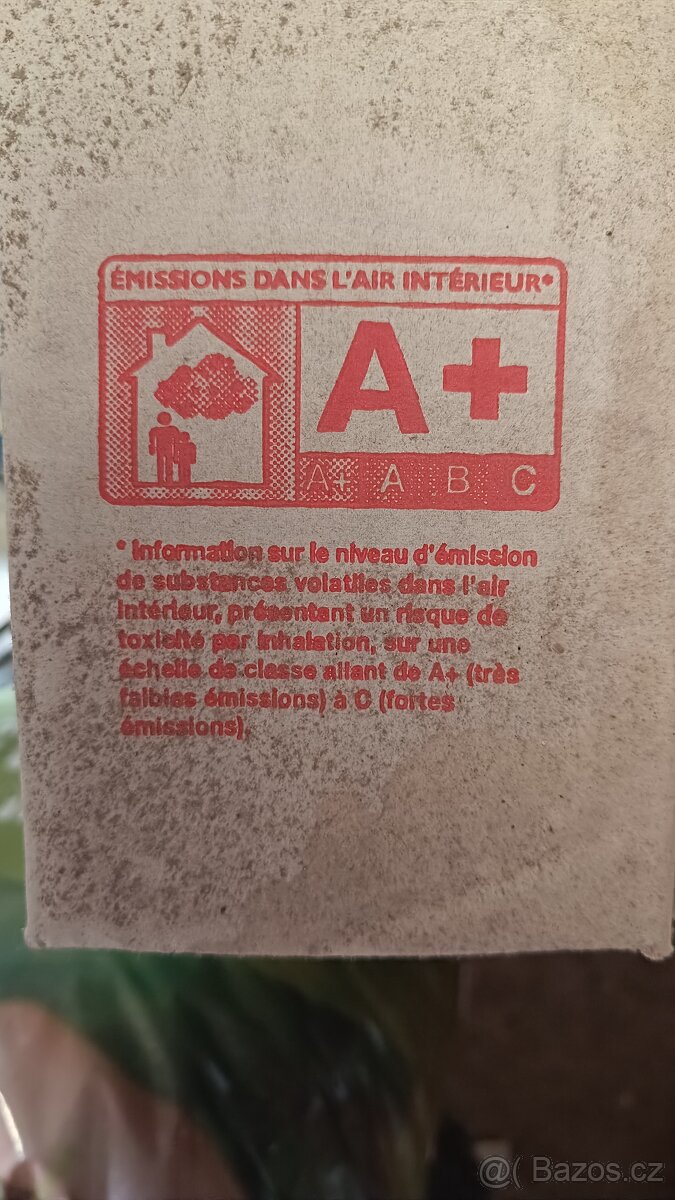 ÉMISSIONS DANS L'AIR INTÉRIEUR*
A+
A+ A B C
* Information sur le niveau d'émission
de substances volatiles dans l'air
intérieur, présentant un risque de
toxicité par inhalation, sur une
échelle de classe allant de A+ (très
faibles émissions) à C (fortes
émissions).
@( Bazos.cz